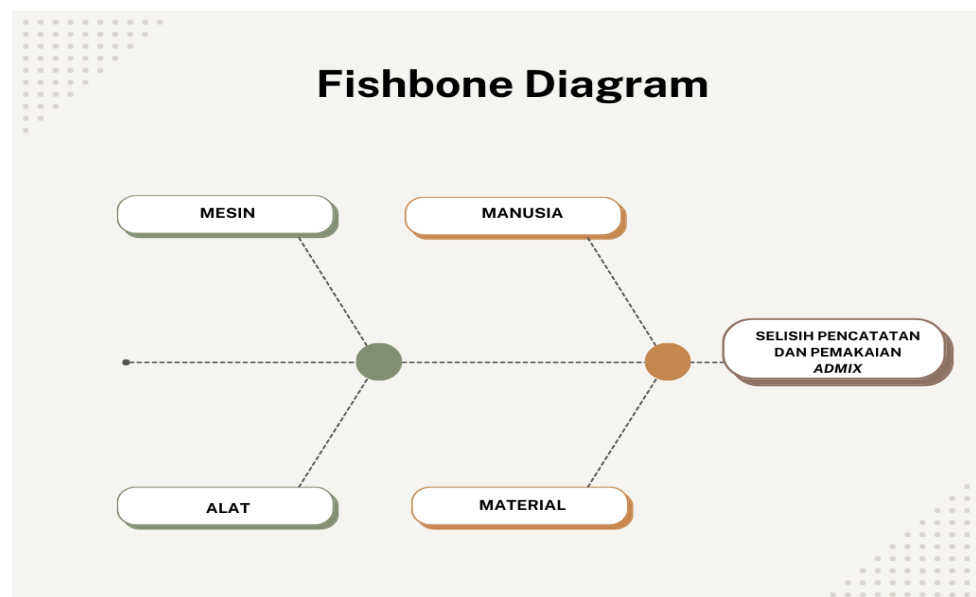 Fishbone Diagram
MESIN
MANUSIA
SELISIH PENCATATAN
DAN PEMAKAIAN
ADMIX
ALAT
MATERIAL